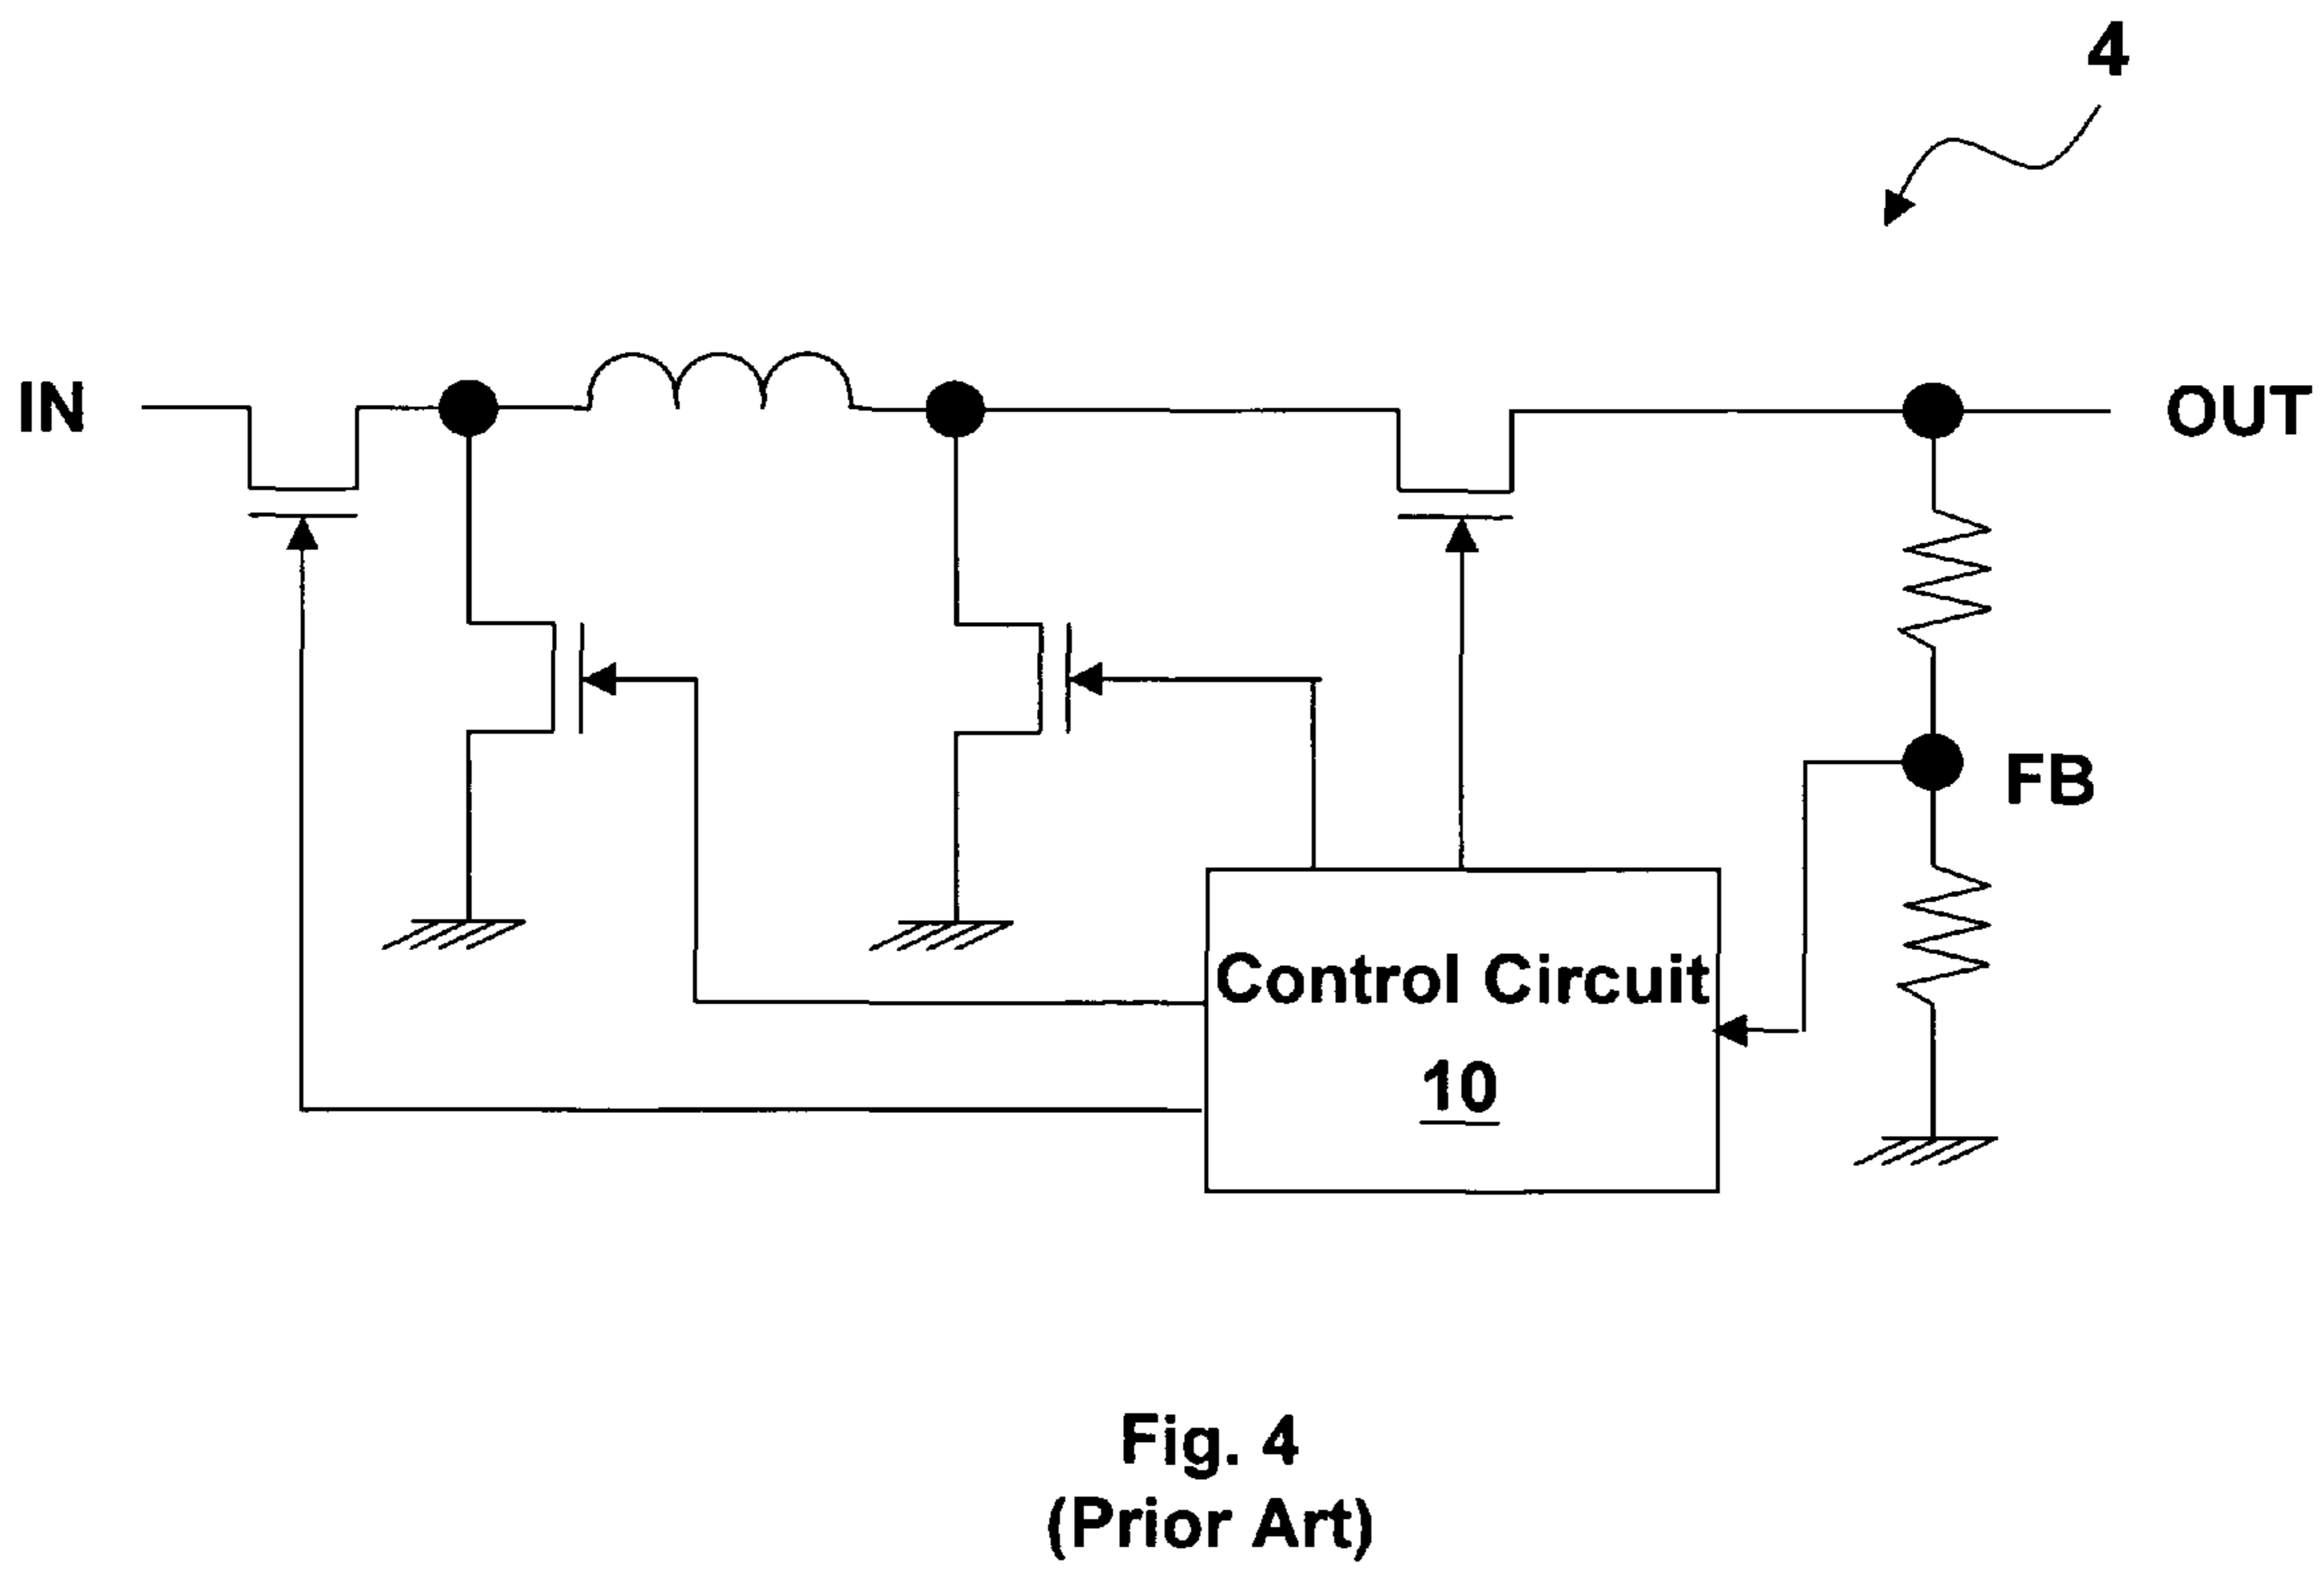 4
IN
OUT
FB
Control Circuit
10
Fig. 4
(Prior Art)